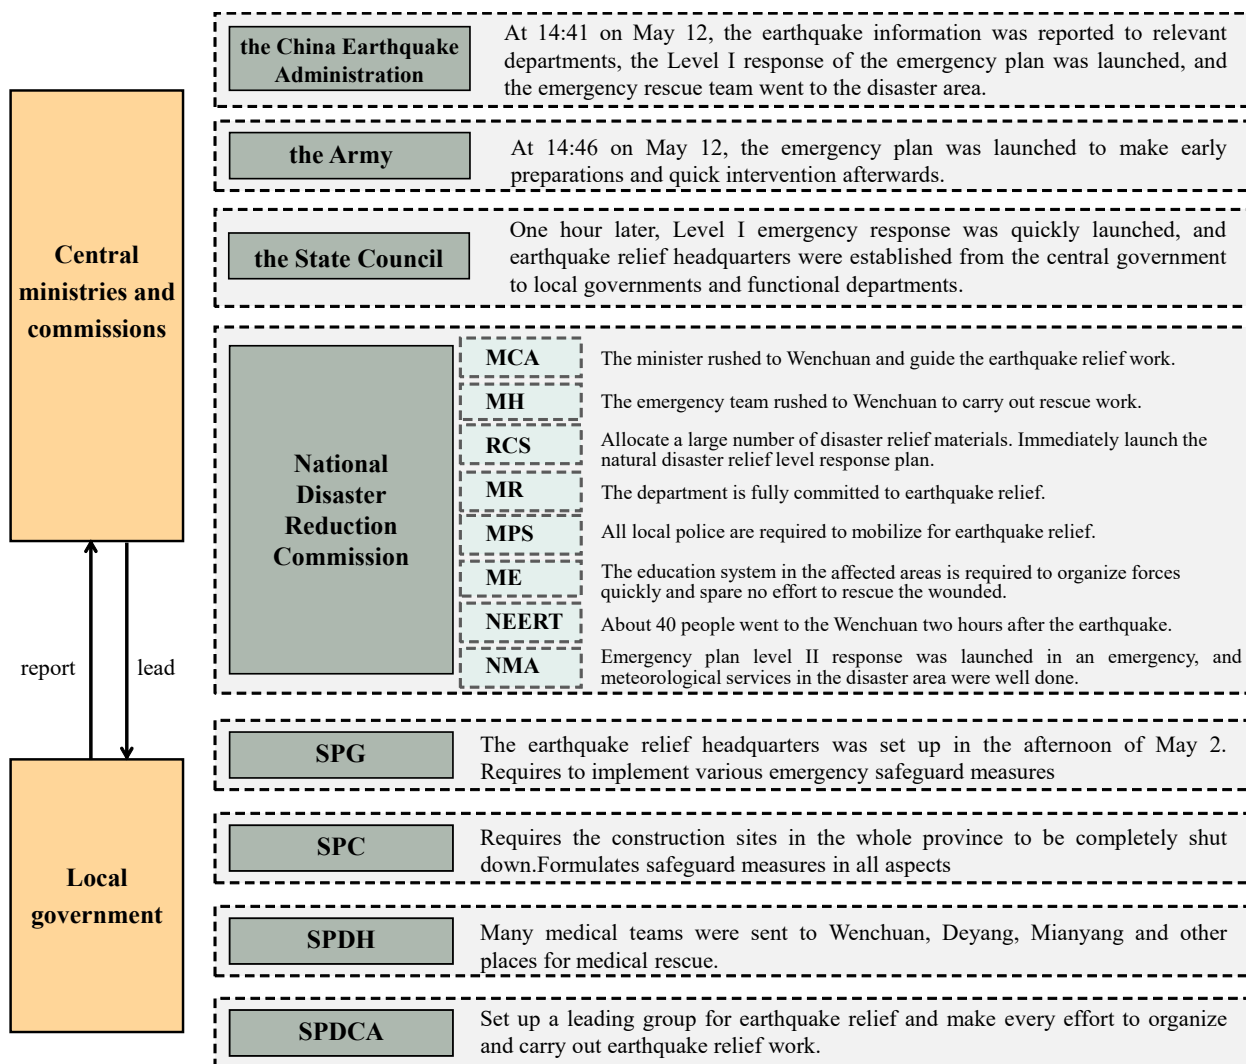 the China Earthquake
Administration
At 14:41 on May 12, the earthquake information was reported to relevant
departments, the Level I response of the emergency plan was launched, and
the emergency rescue team went to the disaster area.
the Army
At 14:46 on May 12, the emergency plan was launched to make early
preparations and quick intervention afterwards.
Central
ministries and
commissions
the State Council
One hour later, Level I emergency response was quickly launched, and
earthquake relief headquarters were established from the central government
to local governments and functional departments.
National
Disaster
Reduction
Commission
MCA
The minister rushed to Wenchuan and guide the earthquake relief work.
MH
The emergency team rushed to Wenchuan to carry out rescue work.
RCS
Allocate a large number of disaster relief materials. Immediately launch the
natural disaster relief level response plan.
MR
The department is fully committed to earthquake relief.
MPS
All local police are required to mobilize for earthquake relief.
ME
The education system in the affected areas is required to organize forces
quickly and spare no effort to rescue the wounded.
NEERT
About 40 people went to the Wenchuan two hours after the earthquake.
NMA
Emergency plan level II response was launched in an emergency, and
meteorological services in the disaster area were well done.
report
lead
Local
government
SPG
The earthquake relief headquarters was set up in the afternoon of May 2.
Requires to implement various emergency safeguard measures
SPC
Requires the construction sites in the whole province to be completely shut
down.Formulates safeguard measures in all aspects
SPDH
Many medical teams were sent to Wenchuan, Deyang, Mianyang and other
places for medical rescue.
SPDCA
Set up a leading group for earthquake relief and make every effort to organize
and carry out earthquake relief work.